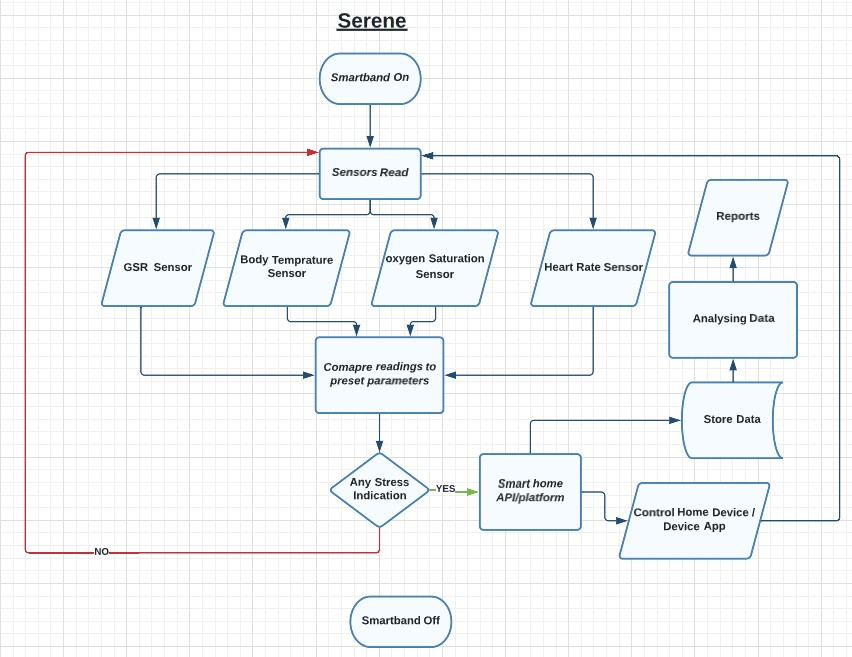 Serene
Smartband On
Sensors Read
GSR Sensor
Body Temprature
Sensor
oxygen Saturation
Sensor
Heart Rate Sensor
Reports
Analysing Data
Comapre readings to
preset parameters
Store Data
Any Stress
Indication
YES
Smart home
API/platform
Control Home Device /
Device App
NO
Smartband Off